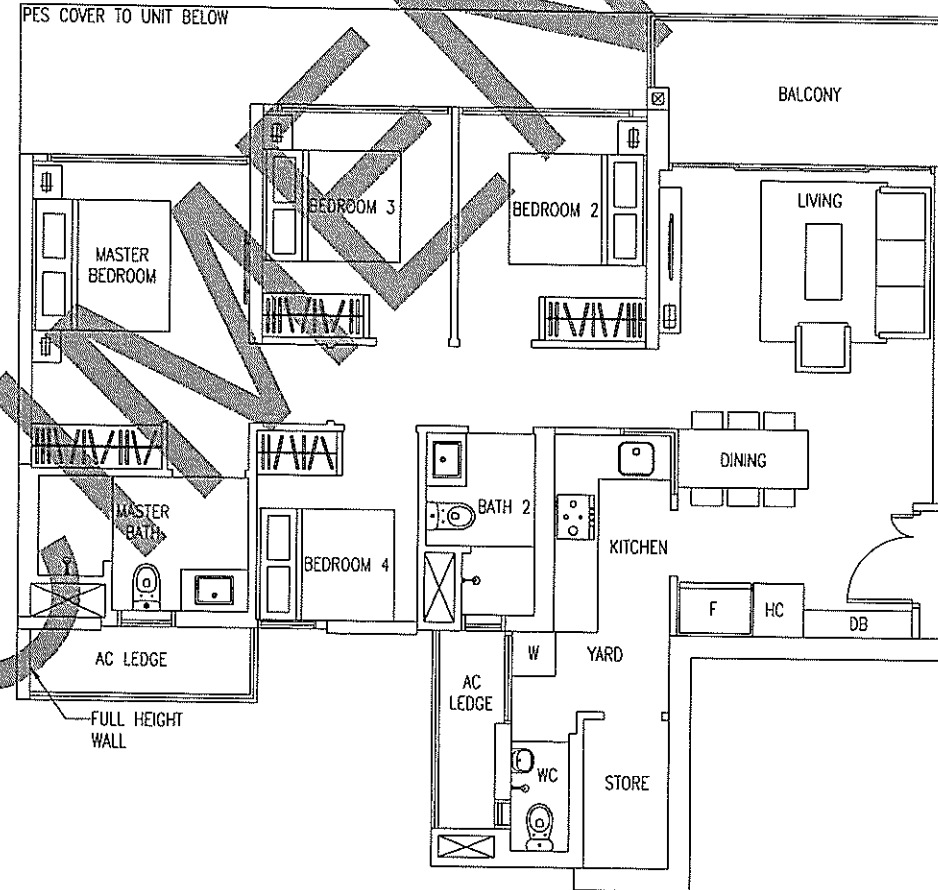 PES COVER TO UNIT BELOW
BALCONY
BEDROOM 3
BEDROOM 2
LIVING
MASTER
BEDROOM
DINING
MASTER
BATH
BATH 2
KITCHEN
BEDROOM 4
F
HC
DB
AC LEDGE
W
YARD
AC
LEDGE
FULL HEIGHT
WALL
WC
STORE